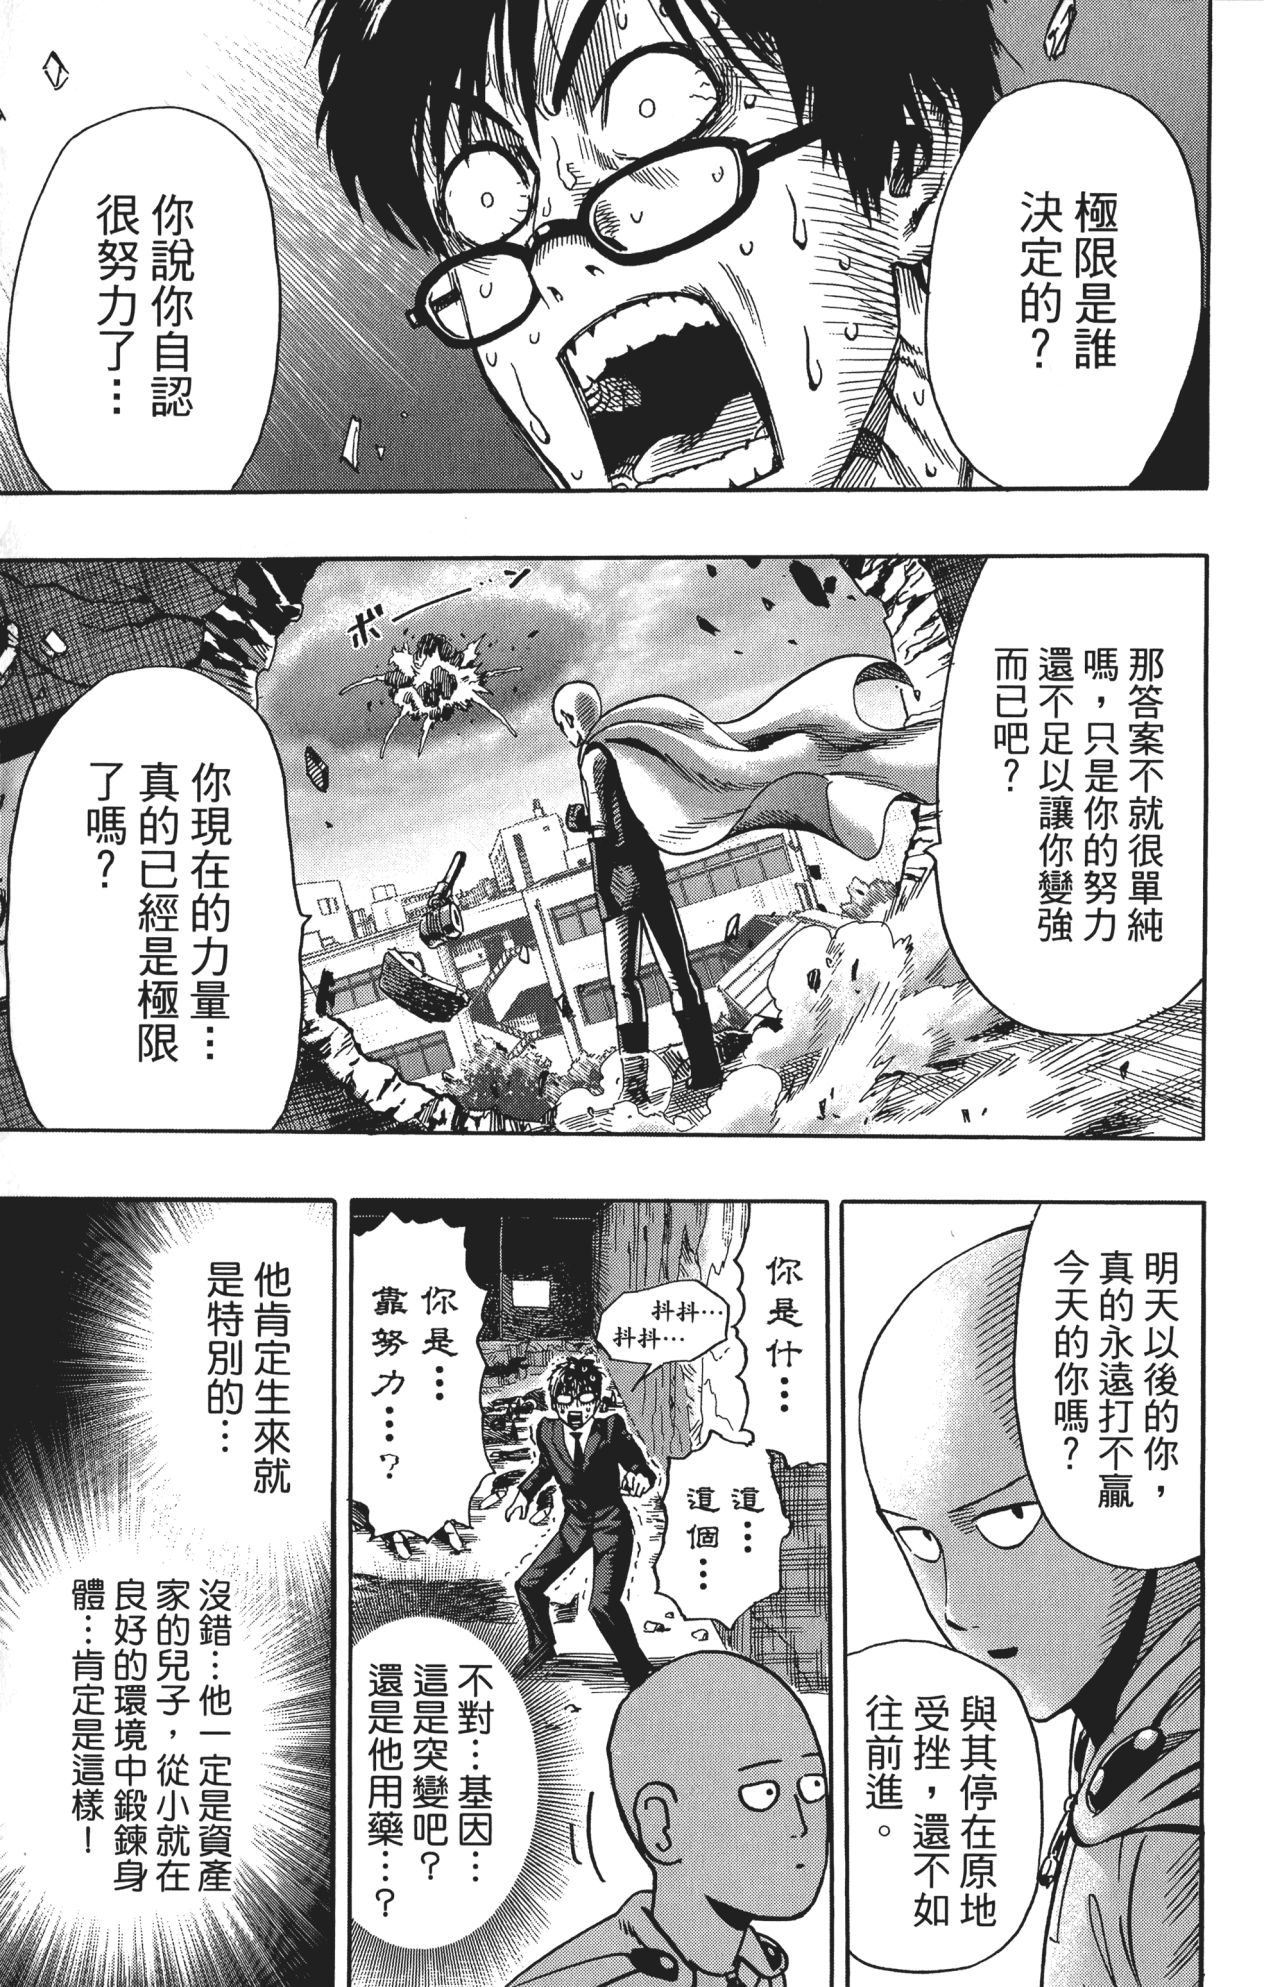 極限是誰
決定的？
你說你自認
很努力了…
那答案不就很單純
嗎，只是你的努力
還不足以讓你變強
而已吧？
ボーン
你現在的力量…
真的已經是極限
了嗎？
明天以後的你，
真的永遠打不贏
今天的你嗎？
與其停在原地
受挫，還不如
往前進。
你是什…
抖抖…
抖抖…
這…
這個…
你是…
靠努力…？
不對…基因…
這是突變吧？
還是他用藥…？
他肯定生來就
是特別的…
沒錯…他一定是資產
家的兒子，從小就在
良好的環境中鍛鍊身
體…肯定是這樣！